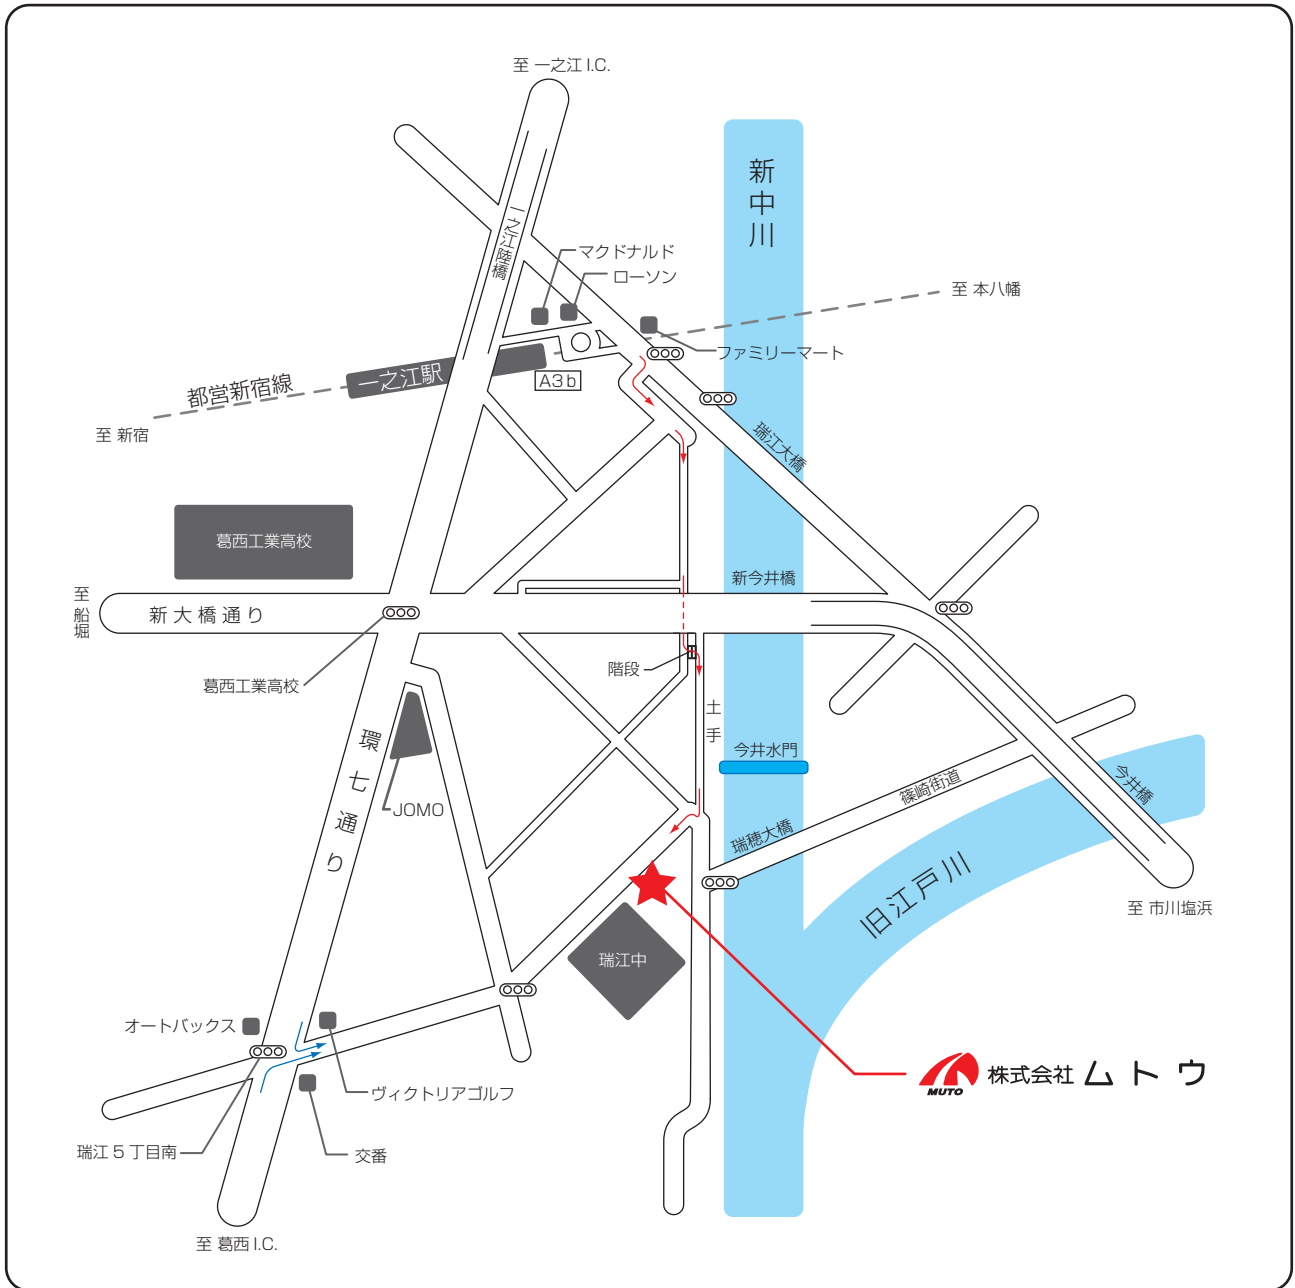 至 一之江 I.C.
新中川
一之江陸橋
マクドナルド
ローソン
至 本八幡
ファミリーマート
都営新宿線
一之江駅
A3b
至 新宿
瑞江大橋
葛西工業高校
至 船堀
新大橋通り
新今井橋
葛西工業高校
階段
土手
環七通り
今井水門
JOMO
篠崎街道
今井橋
瑞穂大橋
旧江戸川
至 市川塩浜
瑞江中
オートバックス
MUTO
株式会社 ムトウ
ヴィクトリアゴルフ
瑞江 5 丁目南
交番
至 葛西 I.C.